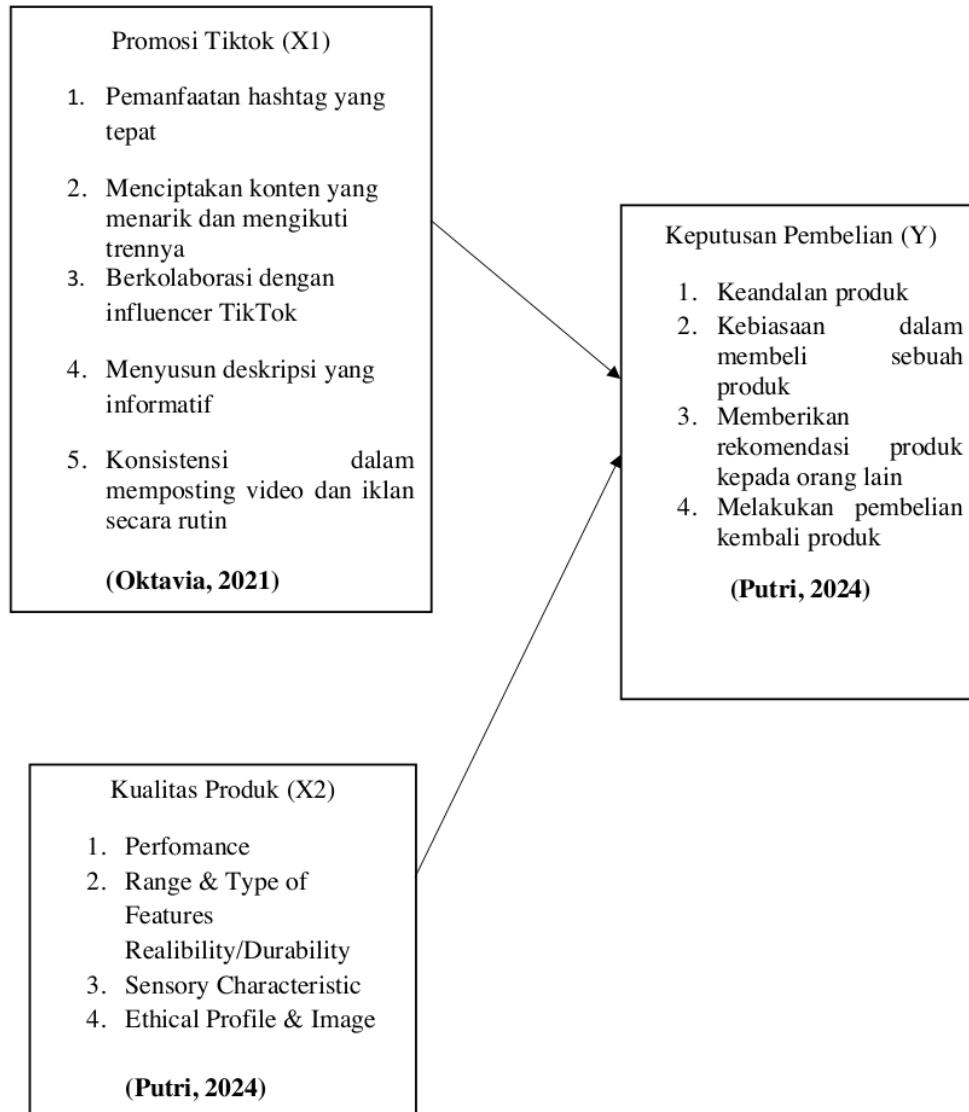 Promosi Tiktok (X1)
1. Pemanfaatan hashtag yang
tepat
2. Menciptakan konten yang
menarik dan mengikuti
trennya
3. Berkolaborasi dengan
influencer TikTok
4. Menyusun deskripsi yang
informatif
5. Konsistensi dalam
memposting video dan iklan
secara rutin
(Oktavia, 2021)
Keputusan Pembelian (Y)
1. Keandalan produk
2. Kebiasaan dalam
membeli sebuah
produk
3. Memberikan
rekomendasi produk
kepada orang lain
4. Melakukan pembelian
kembali produk
(Putri, 2024)
Kualitas Produk (X2)
1. Perfomance
2. Range & Type of
Features
Realibility/Durability
3. Sensory Characteristic
4. Ethical Profile & Image
(Putri, 2024)